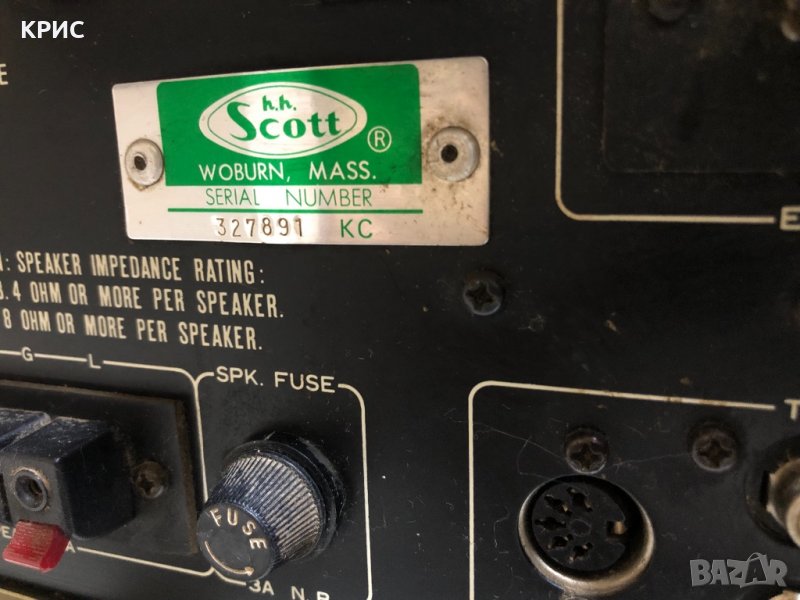 КРИС
E
h.h.
Scott
®
WOBURN, MASS.
SERIAL NUMBER
327891 KC
: SPEAKER IMPEDANCE RATING:
4 OHM OR MORE PER SPEAKER.
8 OHM OR MORE PER SPEAKER.
G L
SPK. FUSE
E
T
FUSE
A
3A N.B
BAZAR